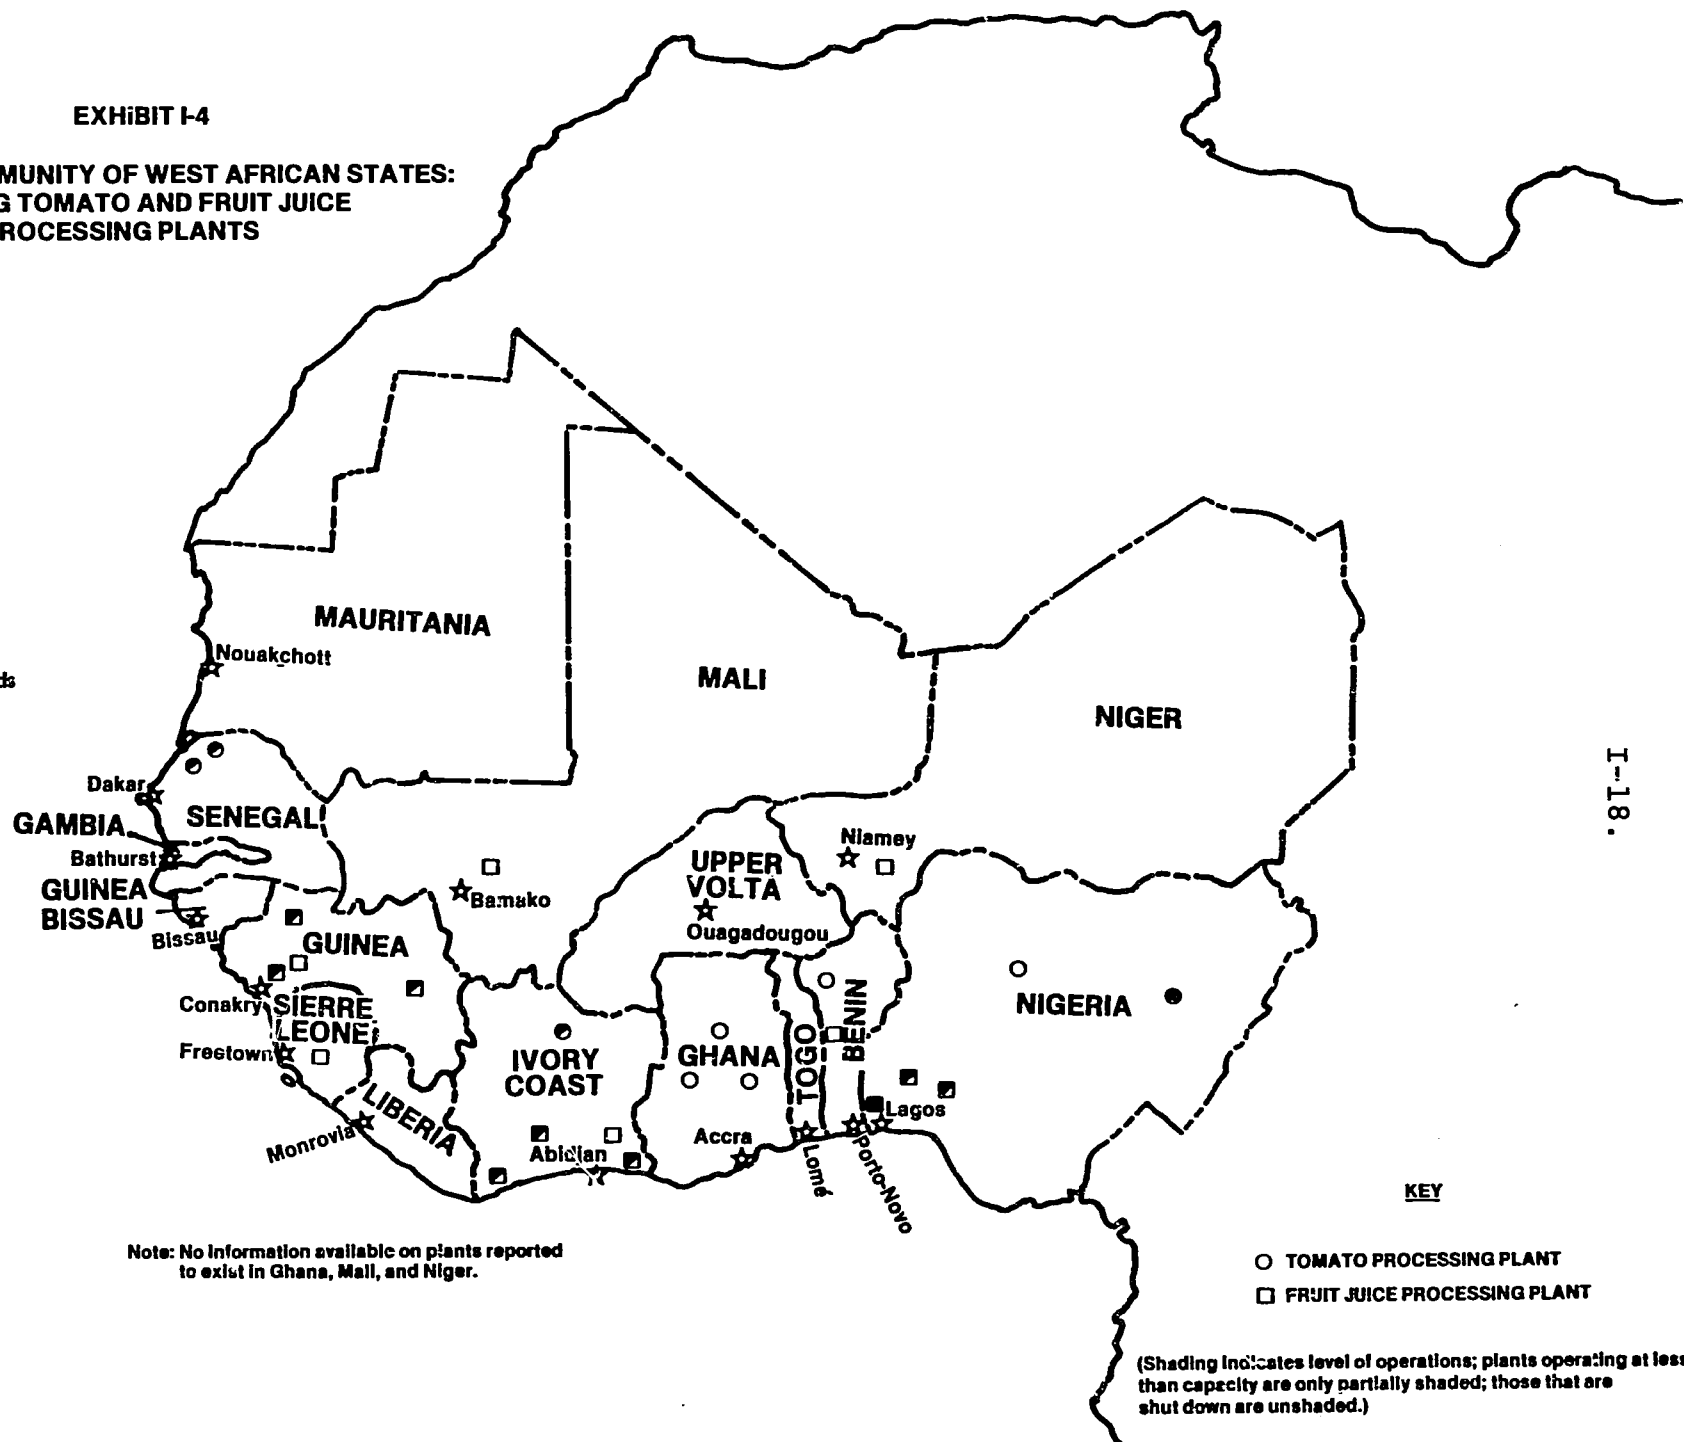 EXHIBIT I-4
MUNITY OF WEST AFRICAN STATES:
G TOMATO AND FRUIT JUICE
ROCESSING PLANTS
MAURITANIA
Nouakchott
ds
MALI
NIGER
Dakar
SENEGAL
GAMBIA
Bathurst
GUINEA
BISSAU
Bissau
Bamako
UPPER
VOLTA
Ouagadougou
Niamey
GUINEA
Conakry
SIERRE
LEONE
Freetown
LIBERIA
Monrovia
IVORY
COAST
Abidjan
GHANA
Accra
TOGO
Lomé
BENIN
Porto-Novo
NIGERIA
Lagos
I-18.
Note: No information available on plants reported
to exist in Ghana, Mali, and Niger.
KEY
TOMATO PROCESSING PLANT
FRUIT JUICE PROCESSING PLANT
(Shading indicates level of operations; plants operating at less
than capacity are only partially shaded; those that are
shut down are unshaded.)